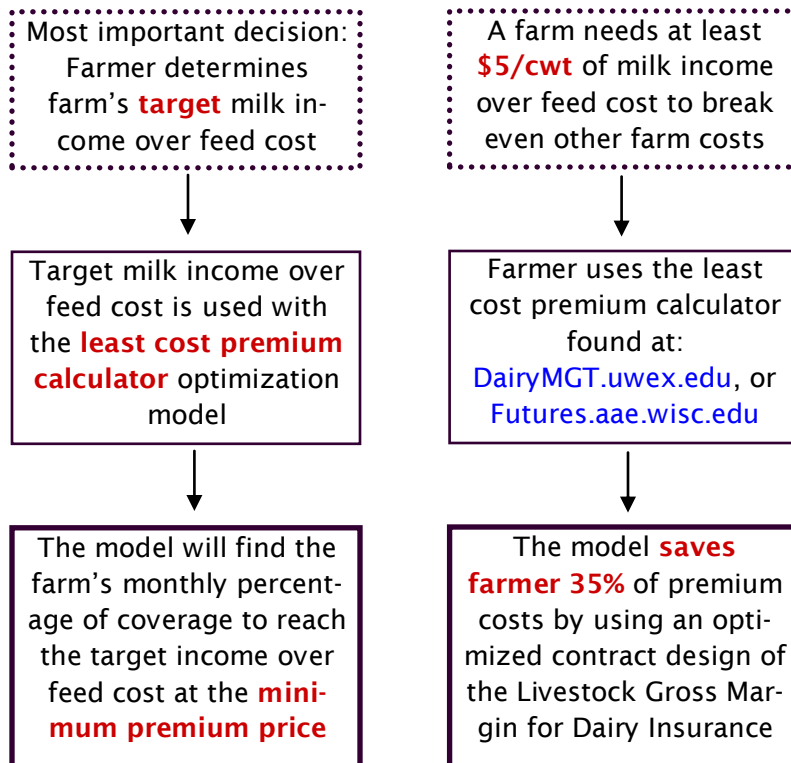 Most important decision:
Farmer determines
farm's target milk in-
come over feed cost
Target milk income over
feed cost is used with
the least cost premium
calculator optimization
model
The model will find the
farm's monthly percent-
age of coverage to reach
the target income over
feed cost at the mini-
mum premium price
A farm needs at least
$5/cwt of milk income
over feed cost to break
even other farm costs
Farmer uses the least
cost premium calculator
found at:
DairyMGT.uwex.edu, or
Futures.aae.wisc.edu
The model saves
farmer 35% of premium
costs by using an opti-
mized contract design of
the Livestock Gross Mar-
gin for Dairy Insurance